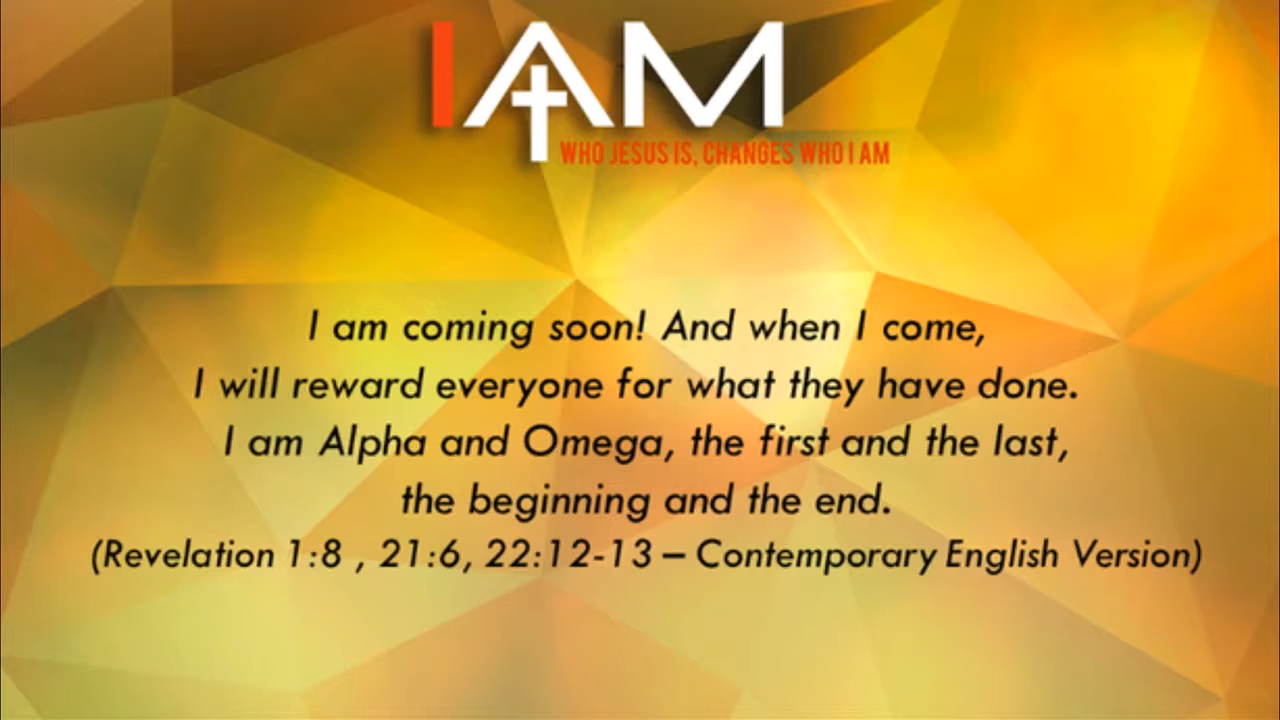 I AM
WHO JESUS IS, CHANGES WHO I AM
I am coming soon! And when I come,
I will reward everyone for what they have done.
I am Alpha and Omega, the first and the last,
the beginning and the end.
(Revelation 1:8 , 21:6, 22:12-13 – Contemporary English Version)